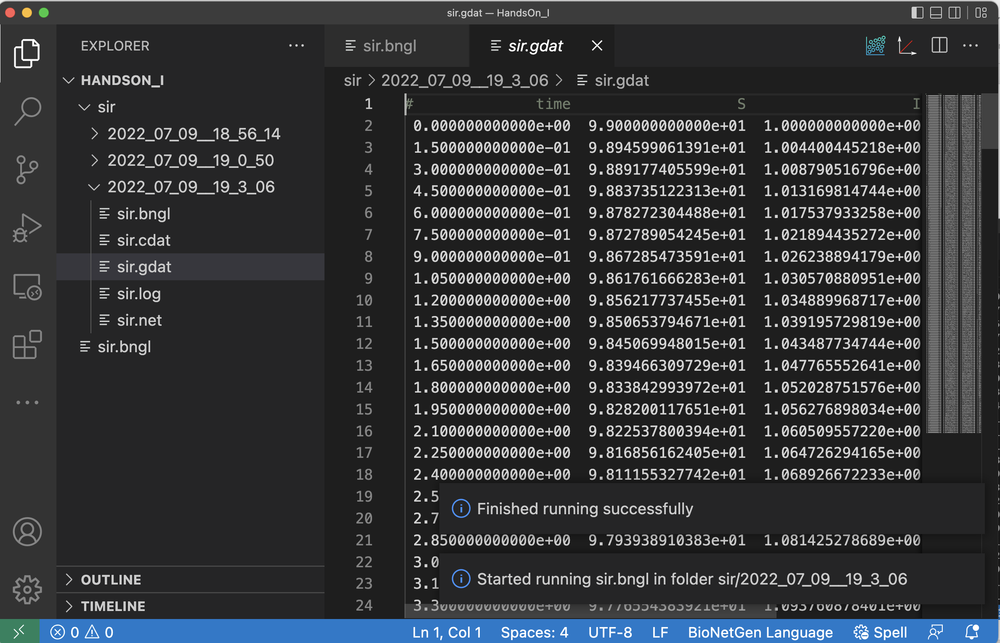 sir.gdat — HandsOn_I
EXPLORER
HANDSON_I
sir
2022_07_09__18_56_14
2022_07_09__19_0_50
2022_07_09__19_3_06
sir.bngl
sir.cdat
sir.gdat
sir.log
sir.net
sir.bngl
OUTLINE
TIMELINE
sir.bngl
sir.gdat
sir > 2022_07_09__19_3_06 > sir.gdat
1 # time S I
2 0.000000000000e+00 9.900000000000e+01 1.000000000000e+00
3 1.500000000000e-01 9.894599061391e+01 1.004400445218e+00
4 3.000000000000e-01 9.889177405599e+01 1.008790516796e+00
5 4.500000000000e-01 9.883735122313e+01 1.013169814744e+00
6 6.000000000000e-01 9.878272304488e+01 1.017537933258e+00
7 7.500000000000e-01 9.872789054245e+01 1.021894435272e+00
8 9.000000000000e-01 9.867285473591e+01 1.026238894179e+00
9 1.050000000000e+00 9.861761666283e+01 1.030570880951e+00
10 1.200000000000e+00 9.856217737455e+01 1.034889968717e+00
11 1.350000000000e+00 9.850653794671e+01 1.039195729819e+00
12 1.500000000000e+00 9.845069948015e+01 1.043487734744e+00
13 1.650000000000e+00 9.839466309729e+01 1.047765552641e+00
14 1.800000000000e+00 9.833842993972e+01 1.052028751576e+00
15 1.950000000000e+00 9.828200117651e+01 1.056276898034e+00
16 2.100000000000e+00 9.822537800394e+01 1.060509557220e+00
17 2.250000000000e+00 9.816856162405e+01 1.064726294165e+00
18 2.400000000000e+00 9.811155327742e+01 1.068926672233e+00
19 2.5
Finished running successfully
20 2.7
21 2.850000000000e+00 9.793938910383e+01 1.081425278689e+00
22 3.0
Started running sir.bngl in folder sir/2022_07_09__19_3_06
23 3.1
24 3.300000000000e+00 9.776554383921e+01 1.093760878401e+00
0 0
Ln 1, Col 1 Spaces: 4 UTF-8 LF BioNetGen Language Spell